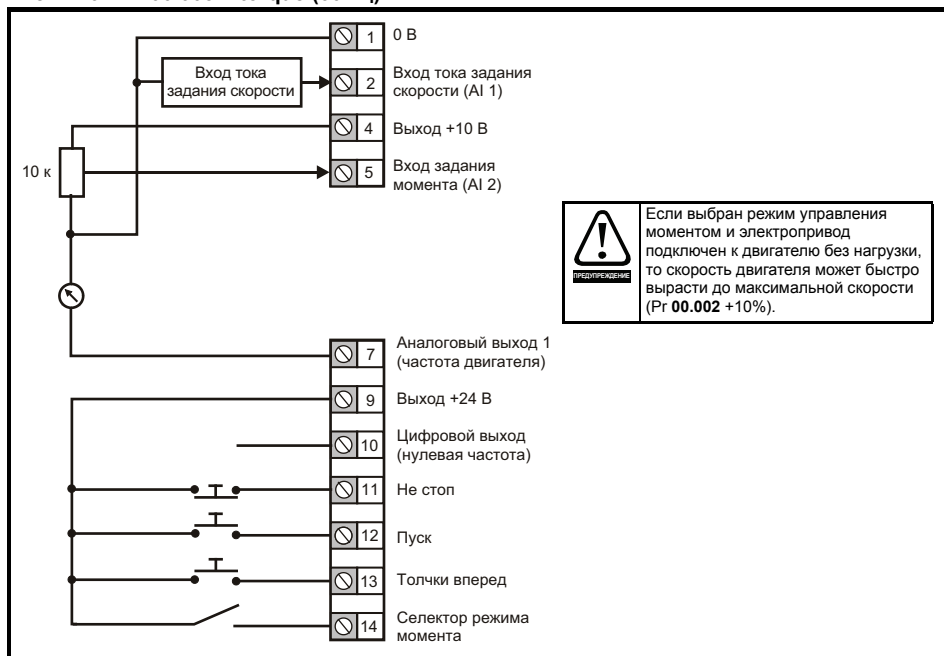 1
0 В
Вход тока
задания скорости
2
Вход тока задания
скорости (AI 1)
4
Выход +10 В
10 к
5
Вход задания
момента (AI 2)
ПРЕДУПРЕЖДЕНИЕ
Если выбран режим управления
моментом и электропривод
подключен к двигателю без нагрузки,
то скорость двигателя может быстро
вырасти до максимальной скорости
(Pr 00.002 +10%).
7
Аналоговый выход 1
(частота двигателя)
9
Выход +24 В
10
Цифровой выход
(нулевая частота)
11
Не стоп
12
Пуск
13
Толчки вперед
14
Селектор режима
момента